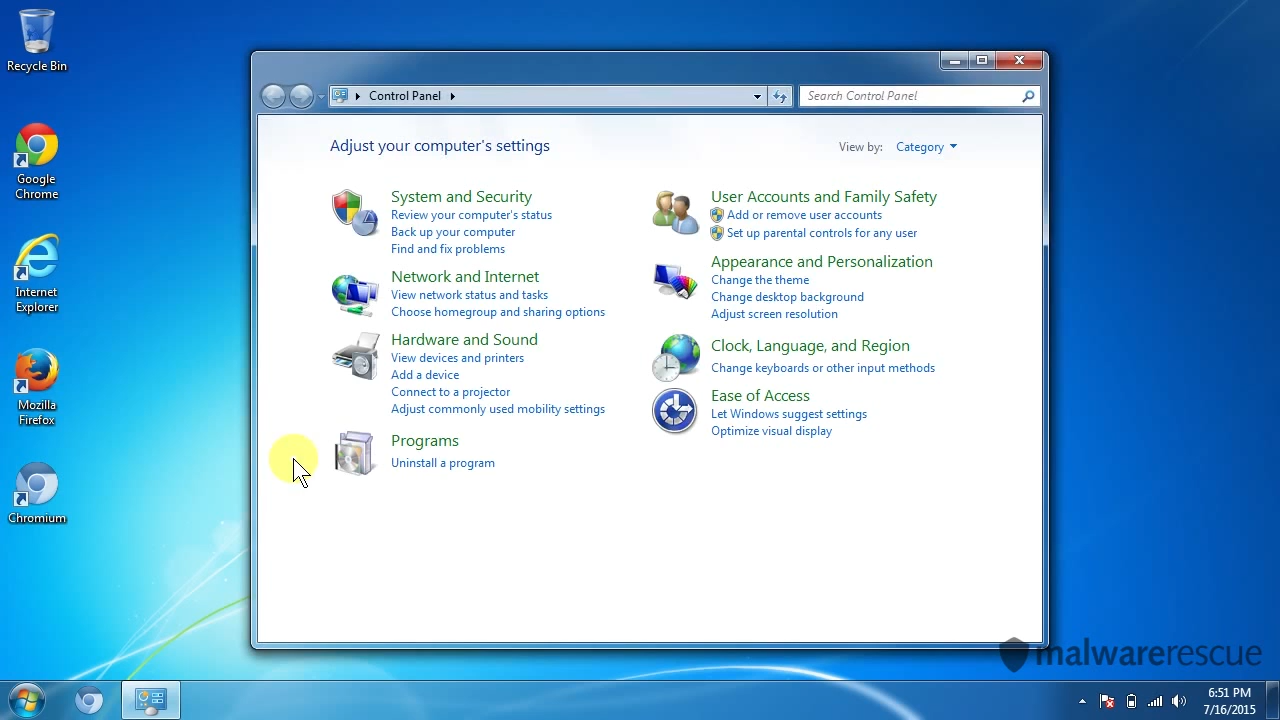 Recycle Bin
Google
Chrome
Internet
Explorer
Mozilla
Firefox
Chromium
Control Panel
Search Control Panel
Adjust your computer's settings
View by: Category
System and Security
Review your computer's status
Back up your computer
Find and fix problems
Network and Internet
View network status and tasks
Choose homegroup and sharing options
Hardware and Sound
View devices and printers
Add a device
Connect to a projector
Adjust commonly used mobility settings
Programs
Uninstall a program
User Accounts and Family Safety
Add or remove user accounts
Set up parental controls for any user
Appearance and Personalization
Change the theme
Change desktop background
Adjust screen resolution
Clock, Language, and Region
Change keyboards or other input methods
Ease of Access
Let Windows suggest settings
Optimize visual display
malwarerescue
6:51 PM
7/16/2015